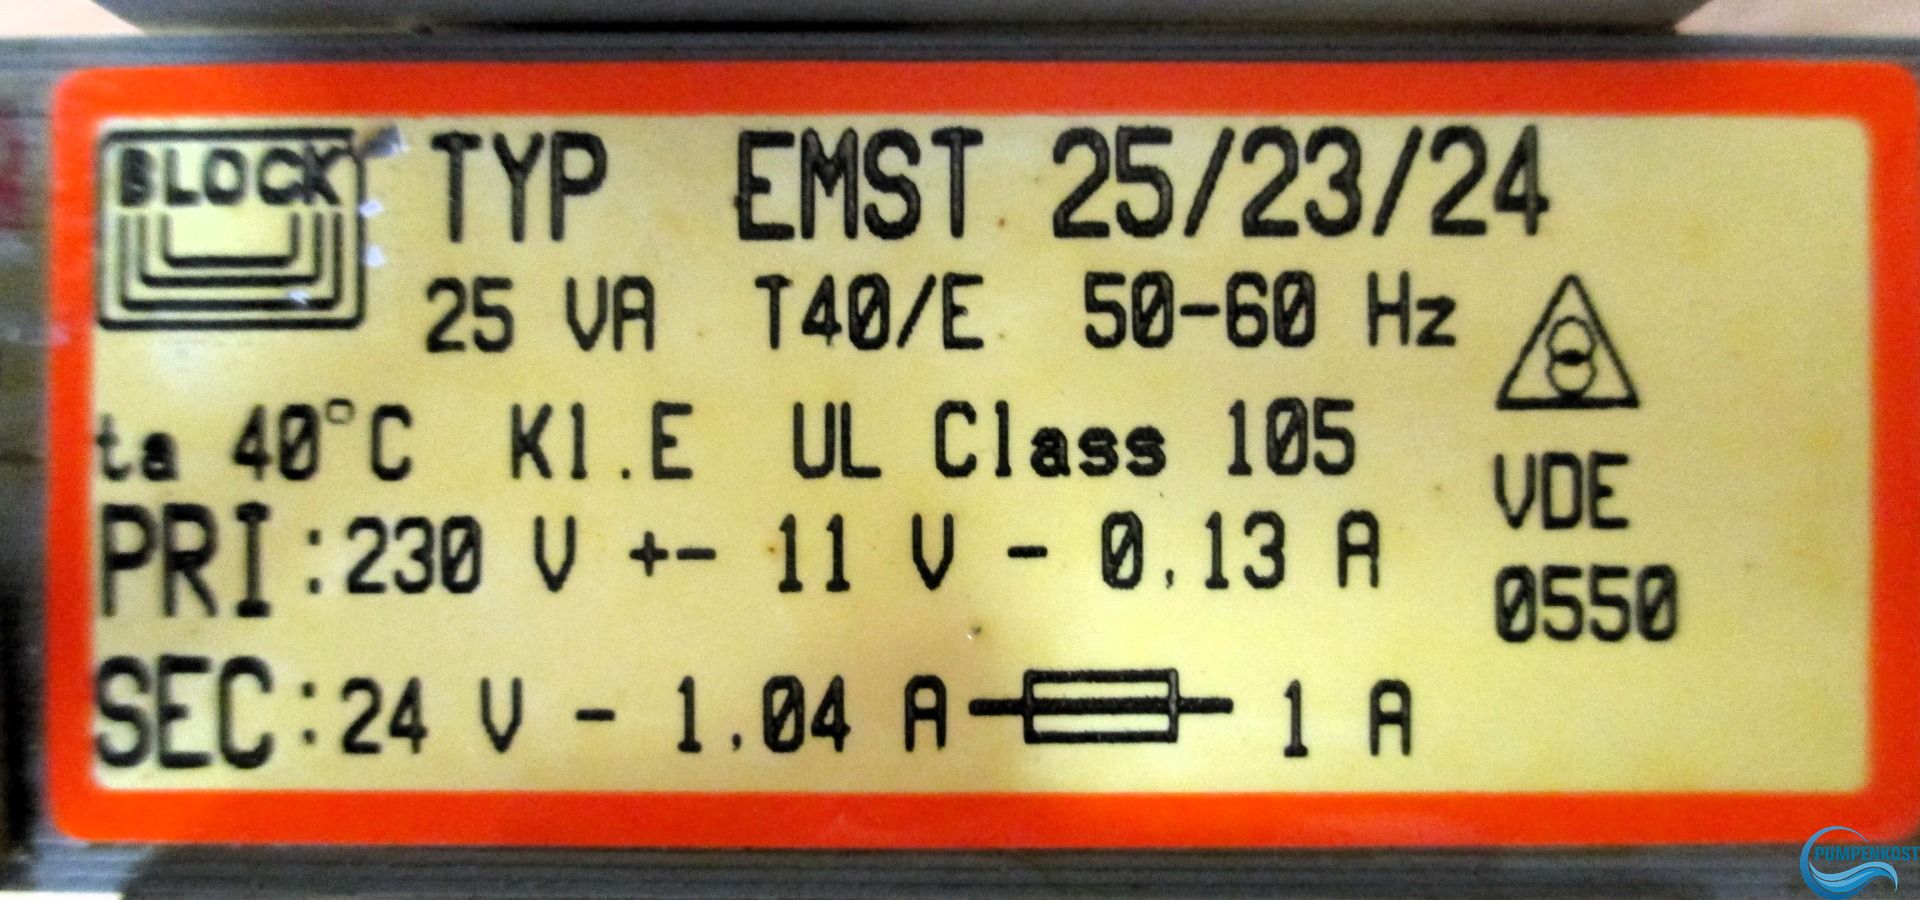 BLOCK
TYP EMST 25/23/24
25 VA T40/E 50-60 Hz
ta 40°C Kl.E UL Class 105
VDE
0550
PRI:230 V +- 11 V - 0,13 A
SEC:24 V - 1,04 A 1 A
PUMPENKOST